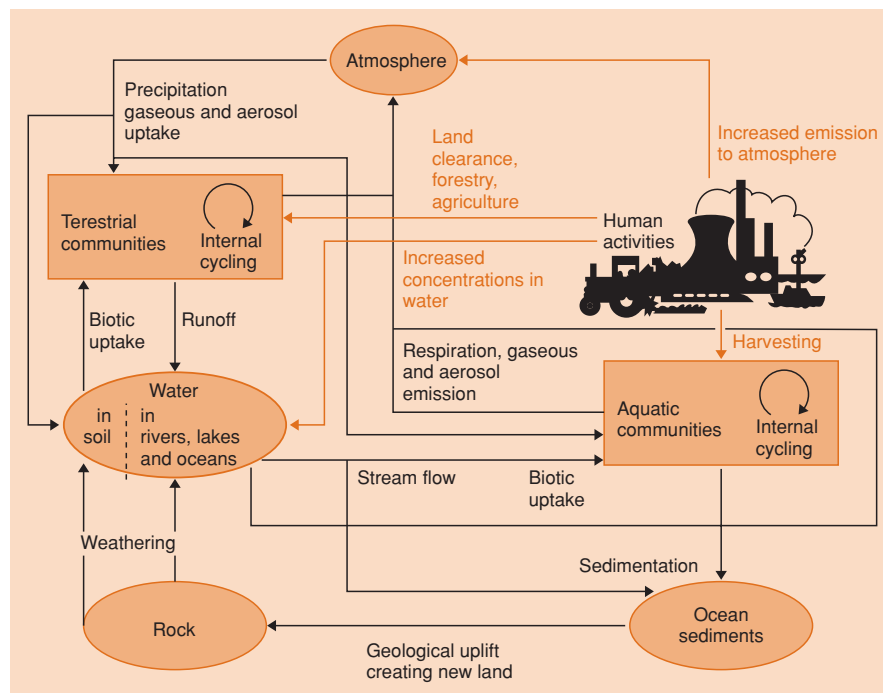 Atmosphere
Precipitation
gaseous and aerosol
uptake
Land
clearance,
forestry,
agriculture
Increased emission
to atmosphere
Terestrial
communities
Internal
cycling
Human
activities
Increased
concentrations in
water
Biotic
uptake
Runoff
Harvesting
Respiration, gaseous
and aerosol
emission
Water
in
soil
in
rivers, lakes
and oceans
Aquatic
communities
Internal
cycling
Stream flow
Biotic
uptake
Weathering
Sedimentation
Rock
Ocean
sediments
Geological uplift
creating new land